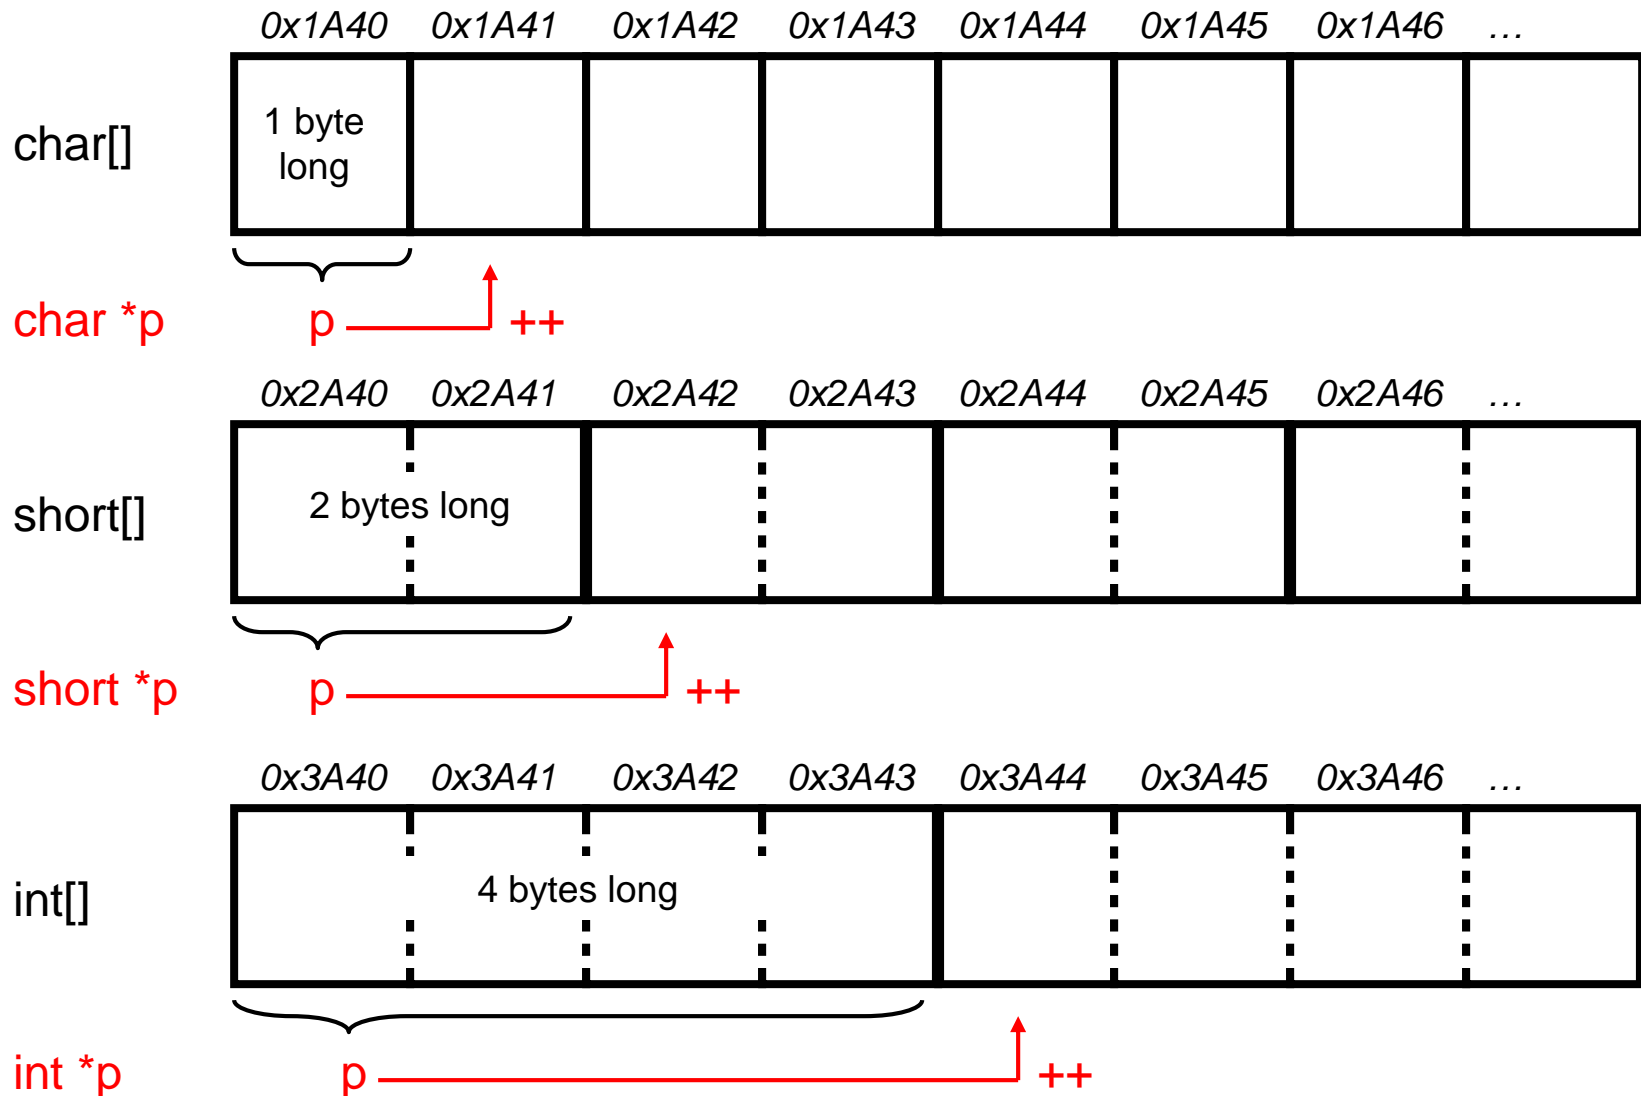 0x1A40 0x1A41 0x1A42 0x1A43 0x1A44 0x1A45 0x1A46 ...
char[]
1 byte
long
char *p p ++
0x2A40 0x2A41 0x2A42 0x2A43 0x2A44 0x2A45 0x2A46 ...
short[] 2 bytes long
short *p p ++
0x3A40 0x3A41 0x3A42 0x3A43 0x3A44 0x3A45 0x3A46 ...
int[] 4 bytes long
int *p p ++